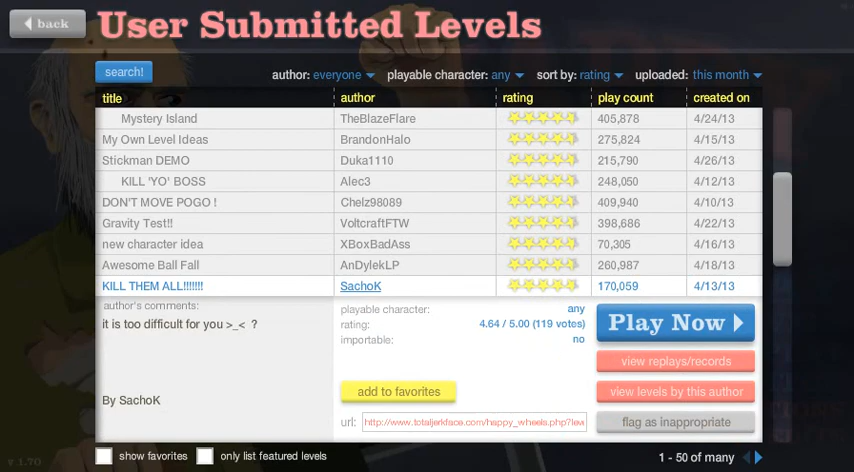 back
User Submitted Levels
search!
author: everyone playable character: any sort by: rating uploaded: this month
title author rating play count created on
Mystery Island TheBlazeFlare 405,878 4/24/13
My Own Level Ideas BrandonHalo 275,824 4/15/13
Stickman DEMO Duka1110 215,790 4/26/13
KILL 'YO' BOSS Alec3 248,050 4/12/13
DON'T MOVE POGO ! Chelz98089 409,940 4/10/13
Gravity Test!! VoltcraftFTW 398,686 4/22/13
new character idea XBoxBadAss 70,305 4/16/13
Awesome Ball Fall AnDylekLP 260,987 4/18/13
KILL THEM ALL!!!!!!! SachoK 170,059 4/13/13
author's comments:
it is too difficult for you >_< ?
By SachoK
playable character: any
rating: 4.64 / 5.00 (119 votes)
importable: no
add to favorites
url: http://www.totaljerkface.com/happy_wheels.php?lev
Play Now
view replays/records
view levels by this author
flag as inappropriate
show favorites only list featured levels
1 - 50 of many
v 1.70